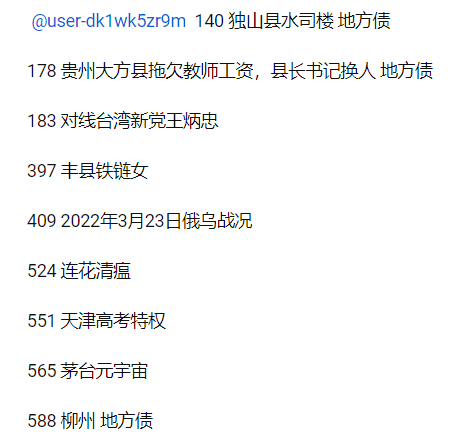 @user-dk1wk5zr9m 140 独山县水司楼 地方债
178 贵州大方县拖欠教师工资，县长书记换人 地方债
183 对线台湾新党王炳忠
397 丰县铁链女
409 2022年3月23日俄乌战况
524 连花清瘟
551 天津高考特权
565 茅台元宇宙
588 柳州 地方债